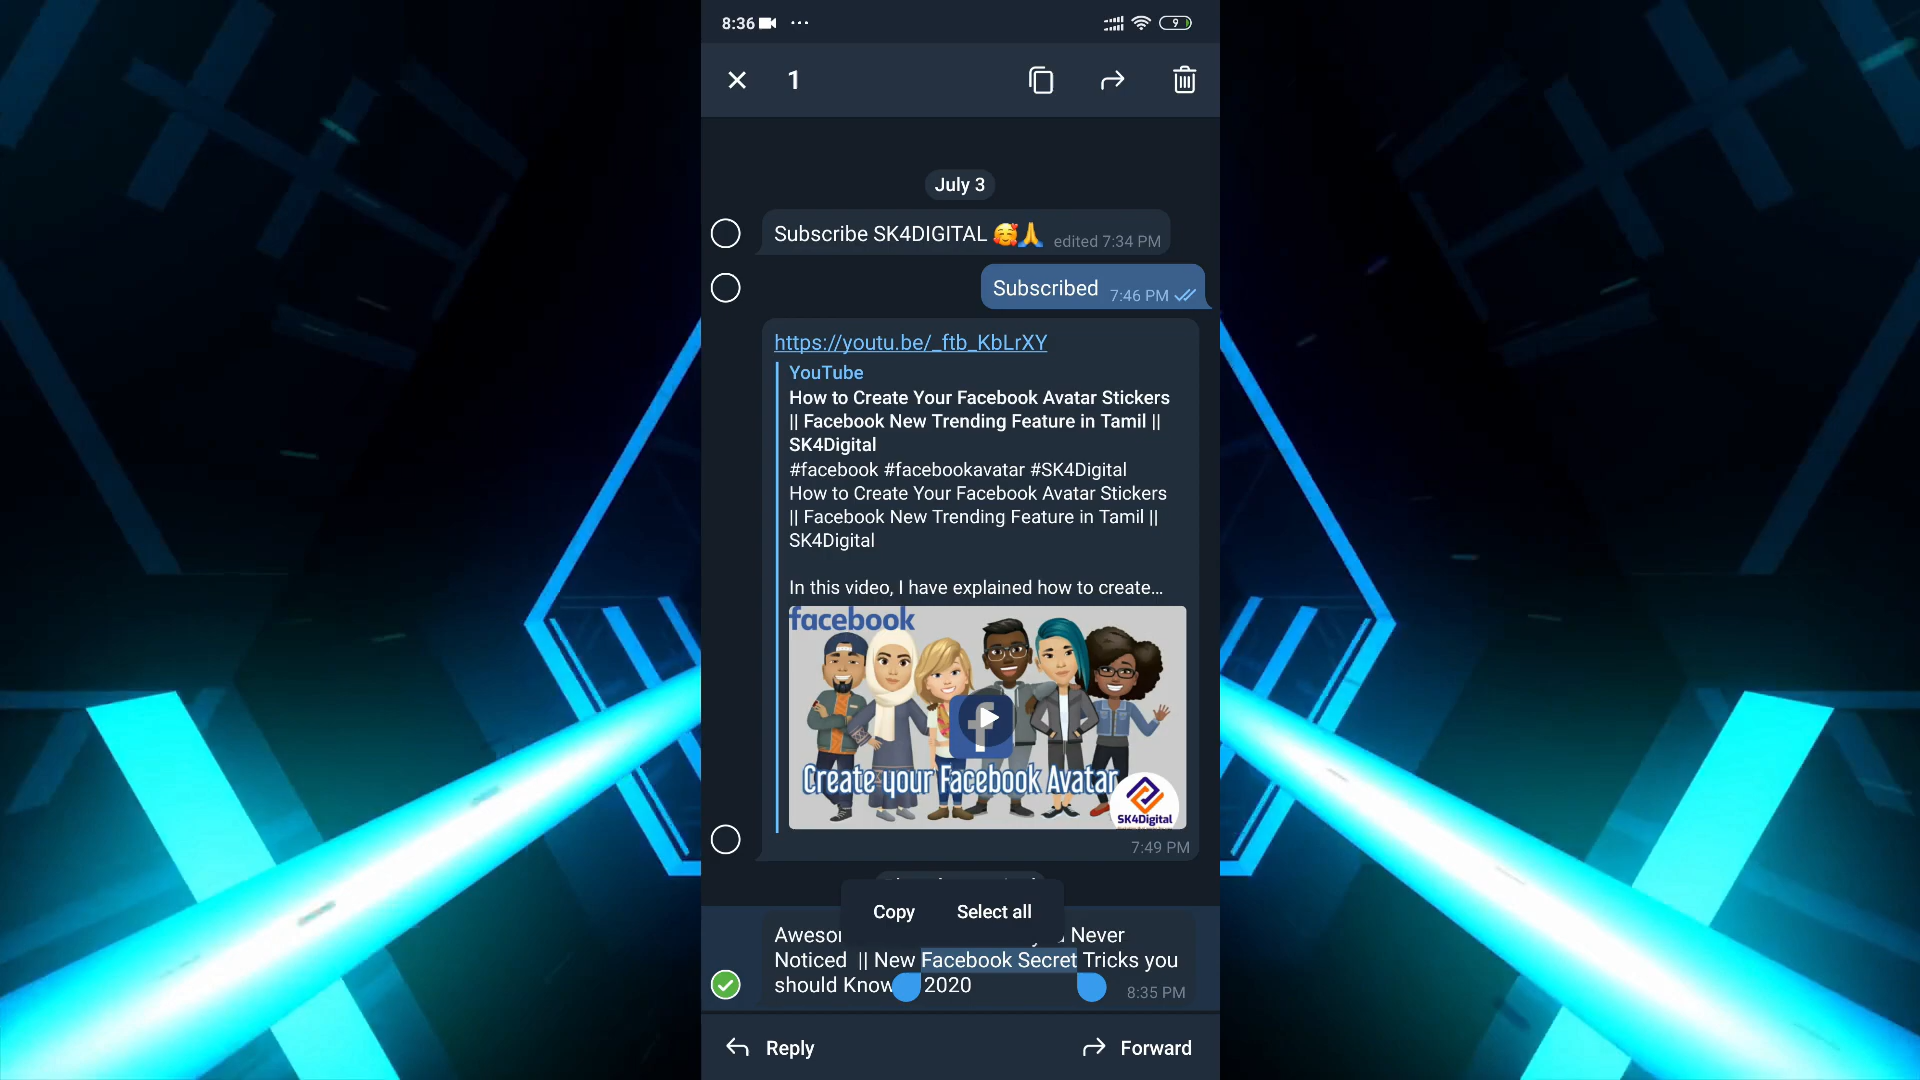 8:36
9
1
July 3
Subscribe SK4DIGITAL 🥰🙏 edited 7:34 PM
Subscribed 7:46 PM
https://youtu.be/_ftb_KbLrXY
YouTube
How to Create Your Facebook Avatar Stickers
|| Facebook New Trending Feature in Tamil ||
SK4Digital
#facebook #facebookavatar #SK4Digital
How to Create Your Facebook Avatar Stickers
|| Facebook New Trending Feature in Tamil ||
SK4Digital
In this video, I have explained how to create...
facebook
Create your Facebook Avatar
SK4Digital
7:49 PM
Copy Select all
Never
Noticed || New Facebook Secret Tricks you
should Know 2020 8:35 PM
Reply Forward